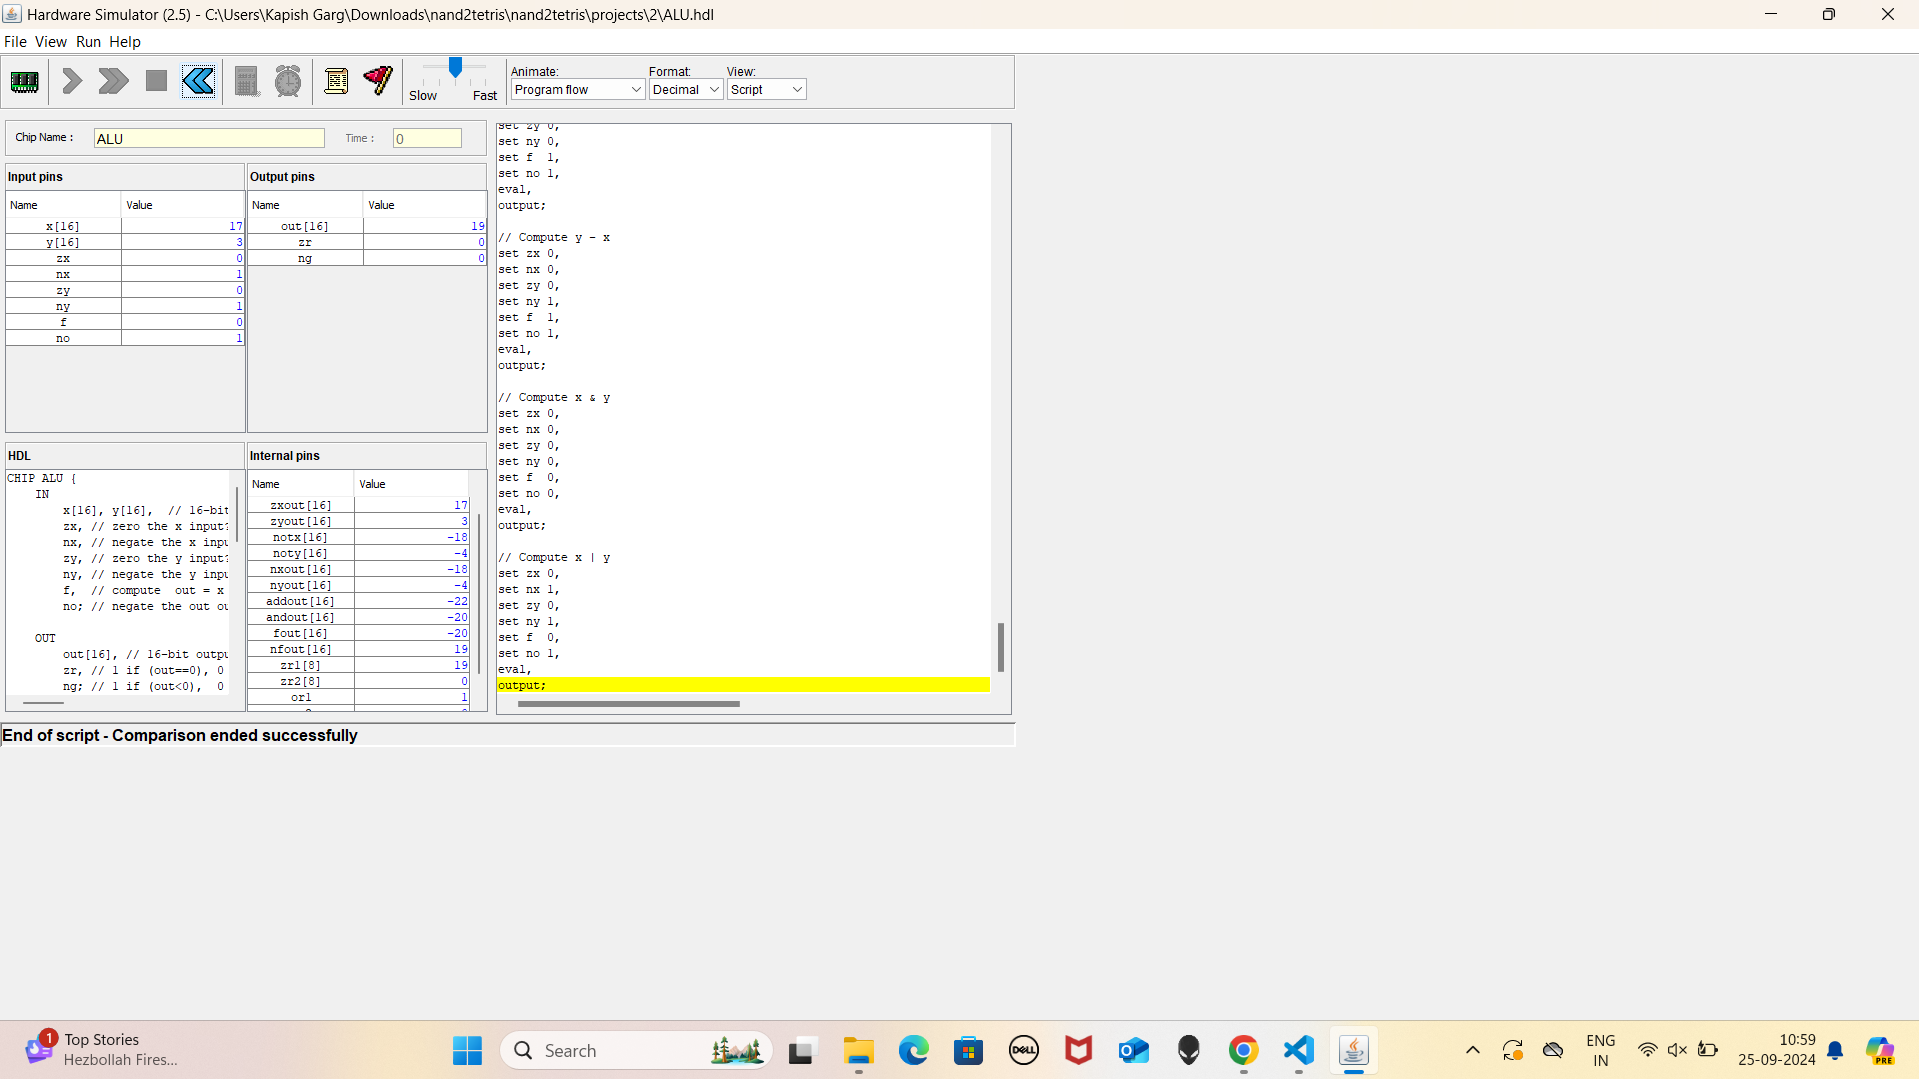 Hardware Simulator (2.5) - C:\Users\Kapish Garg\Downloads\nand2tetris\nand2tetris\projects\2\ALU.hdl
File View Run Help
Slow Fast
Animate: Format: View:
Program flow Decimal Script
Chip Name : ALU Time : 0
Input pins
Name Value
x[16] 17
y[16] 3
zx 0
nx 1
zy 0
ny 1
f 0
no 1
Output pins
Name Value
out[16] 19
zr 0
ng 0
HDL
CHIP ALU {
IN
x[16], y[16], // 16-bit
zx, // zero the x input?
nx, // negate the x inpu
zy, // zero the y input?
ny, // negate the y inpu
f, // compute out = x
no; // negate the out ou
OUT
out[16], // 16-bit outpu
zr, // 1 if (out==0), 0
ng; // 1 if (out<0), 0
Internal pins
Name Value
zxout[16] 17
zyout[16] 3
notx[16] -18
noty[16] -4
nxout[16] -18
nyout[16] -4
addout[16] -22
andout[16] -20
fout[16] -20
nfout[16] 19
zr1[8] 19
zr2[8] 0
or1 1
set zy 0,
set ny 0,
set f 1,
set no 1,
eval,
output;
// Compute y - x
set zx 0,
set nx 0,
set zy 0,
set ny 1,
set f 1,
set no 1,
eval,
output;
// Compute x & y
set zx 0,
set nx 0,
set zy 0,
set ny 0,
set f 0,
set no 0,
eval,
output;
// Compute x | y
set zx 0,
set nx 1,
set zy 0,
set ny 1,
set f 0,
set no 1,
eval,
output;
End of script - Comparison ended successfully
1
Top Stories
Hezbollah Fires...
Search
DELL
ENG
IN
10:59
25-09-2024
PRE